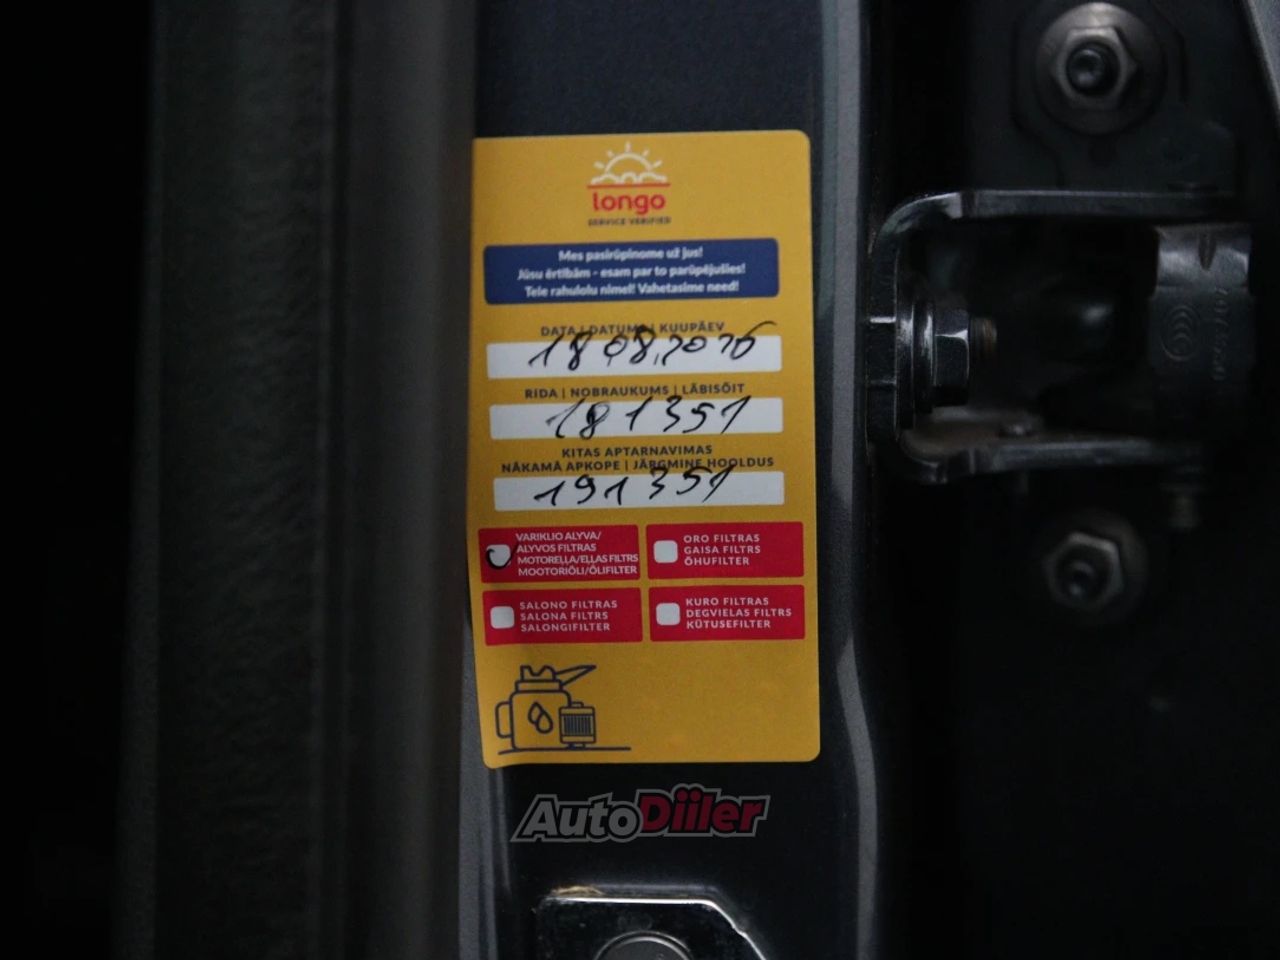 longo
SERVICE VERIFIED
Mes pasirūpinome už jus!
Jūsu ērtībām - esam par to parūpējušies!
Teie rahulolu nimel! Vahetasime need!
DATA | DATUMS | KUUPÄEV
18 08.2026
RIDA | NOBRAUKUMS | LÄBISÕIT
181351
KITAS APTARNAVIMAS
NĀKAMĀ APKOPE | JÄRGMINE HOOLDUS
191351
VARIKLIO ALYVA/
ALYVOS FILTRAS
MOTOREĻĻA/EĻĻAS FILTRS
MOOTORIÕLI/ÕLIFILTER
ORO FILTRAS
GAISA FILTRS
ÕHUFILTER
SALONO FILTRAS
SALONA FILTRS
SALONGIFILTER
KURO FILTRAS
DEGVIELAS FILTRS
KÜTUSEFILTER
AutoDiiler